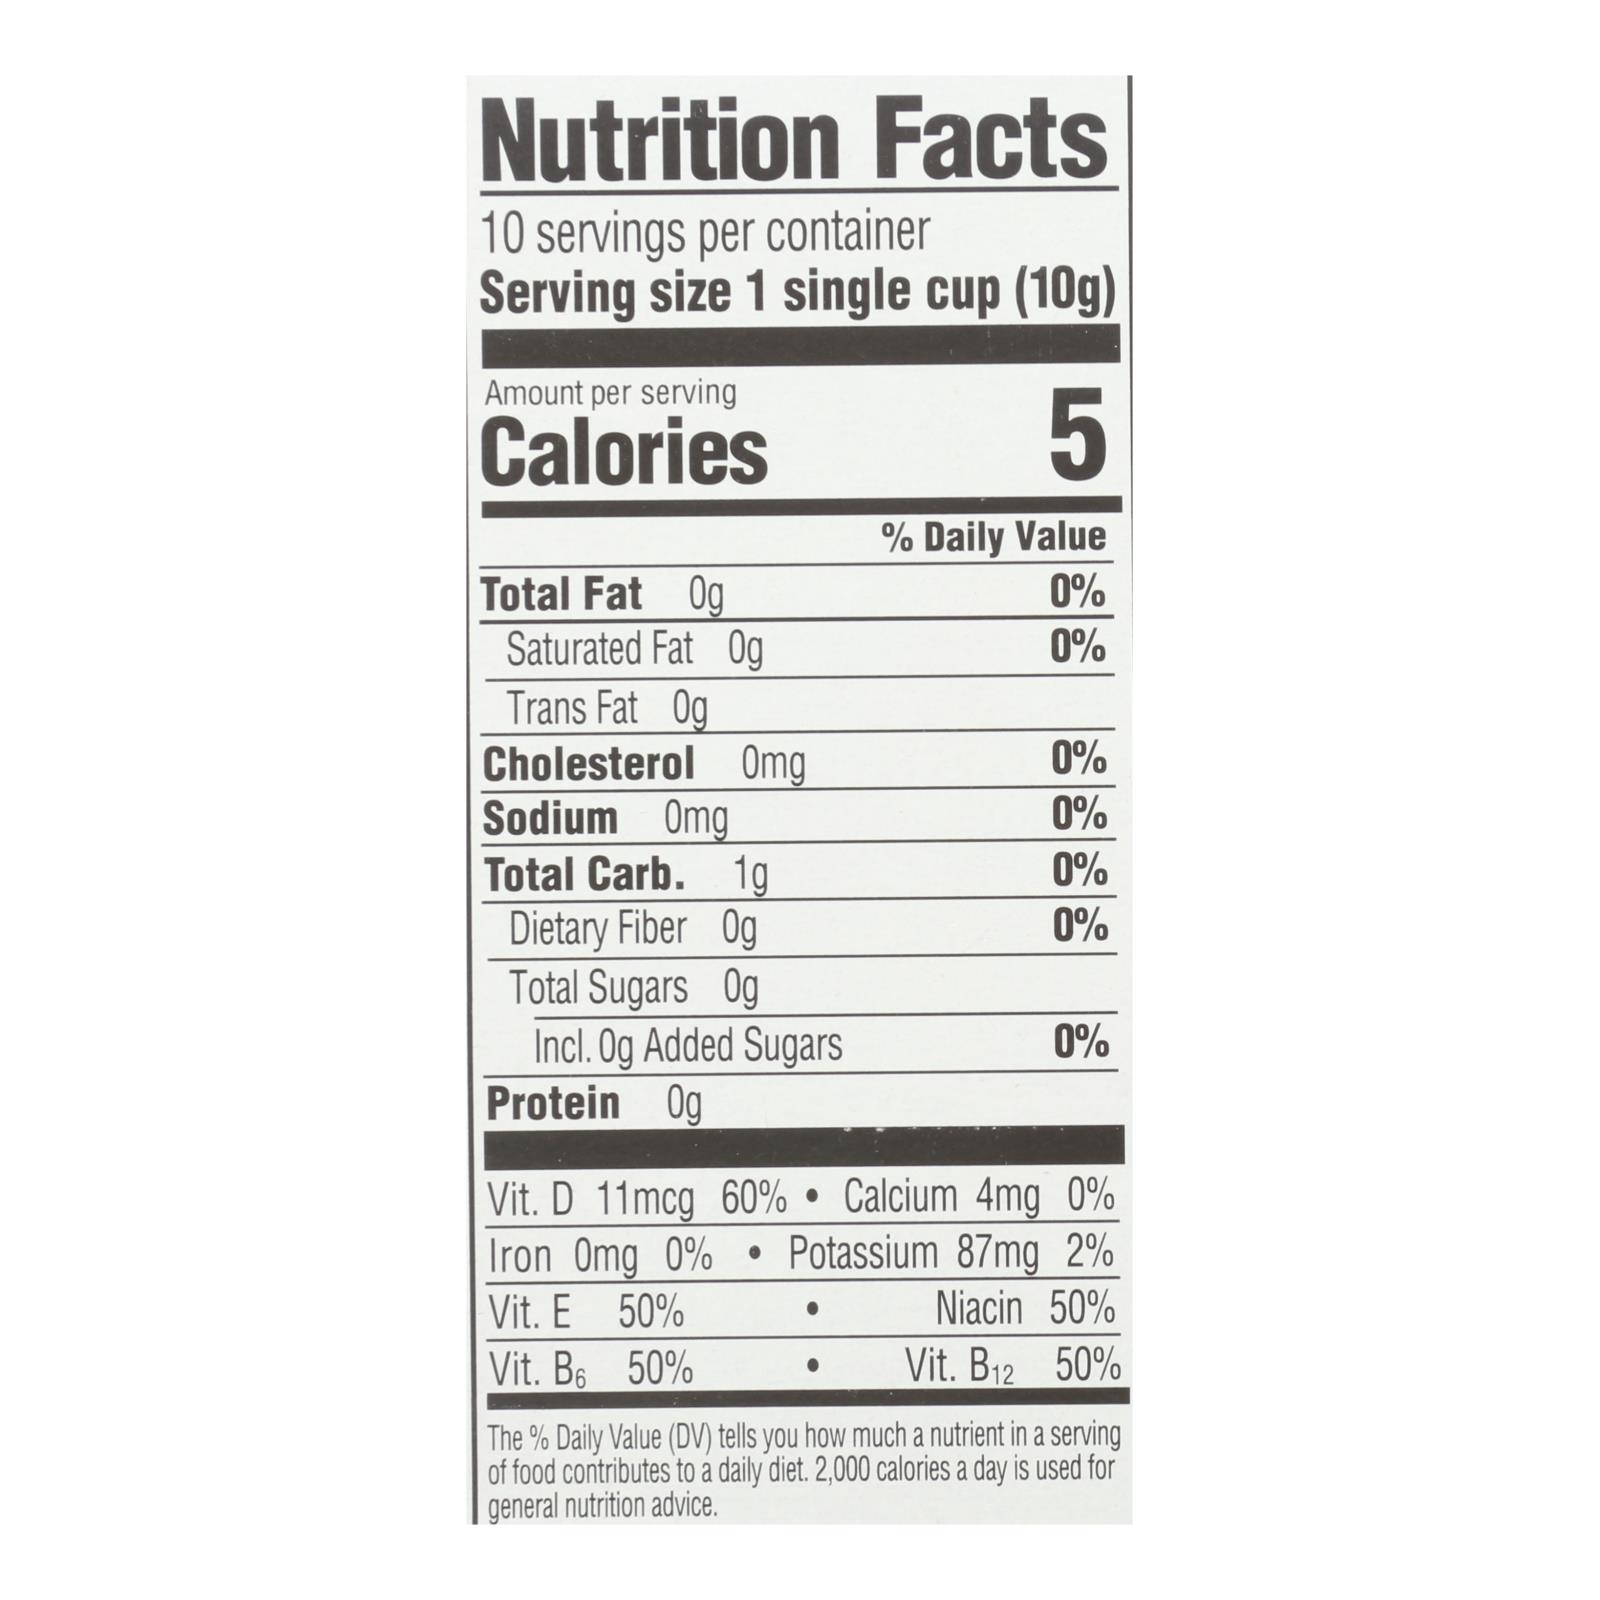 Nutrition Facts
10 servings per container
Serving size 1 single cup (10g)
Amount per serving
Calories 5
% Daily Value
Total Fat 0g 0%
Saturated Fat 0g 0%
Trans Fat 0g
Cholesterol 0mg 0%
Sodium 0mg 0%
Total Carb. 1g 0%
Dietary Fiber 0g 0%
Total Sugars 0g
Incl. 0g Added Sugars 0%
Protein 0g
Vit. D 11mcg 60% • Calcium 4mg 0%
Iron 0mg 0% • Potassium 87mg 2%
Vit. E 50% • Niacin 50%
Vit. B₆ 50% • Vit. B₁₂ 50%
The % Daily Value (DV) tells you how much a nutrient in a serving
of food contributes to a daily diet. 2,000 calories a day is used for
general nutrition advice.